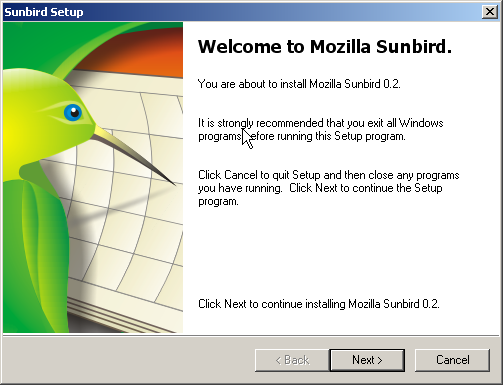 Sunbird Setup
Welcome to Mozilla Sunbird.
You are about to install Mozilla Sunbird 0.2.
It is strongly recommended that you exit all Windows
programs before running this Setup program.
Click Cancel to quit Setup and then close any programs
you have running. Click Next to continue the Setup
program.
Click Next to continue installing Mozilla Sunbird 0.2.
< Back
Next >
Cancel